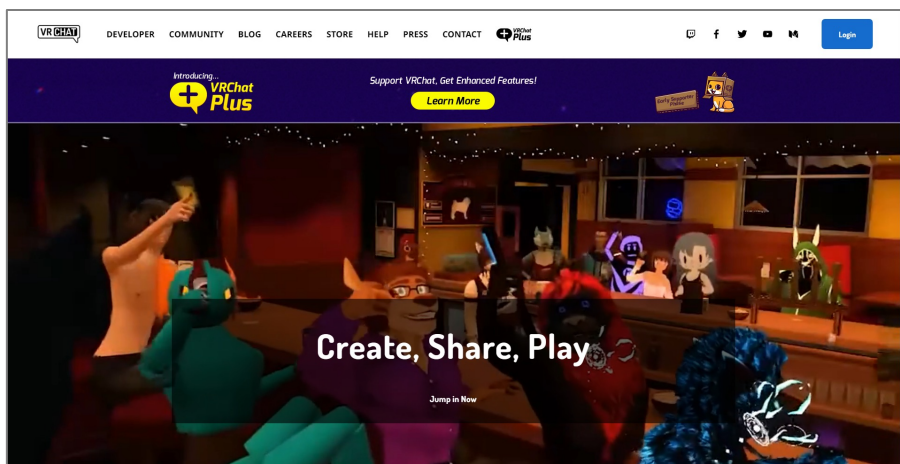 VRCHAT
DEVELOPER COMMUNITY BLOG CAREERS STORE HELP PRESS CONTACT VRChat Plus
Login
Introducing...
VRChat
Plus
Support VRChat, Get Enhanced Features!
Learn More
Early Supporter
Create, Share, Play
Jump in Now